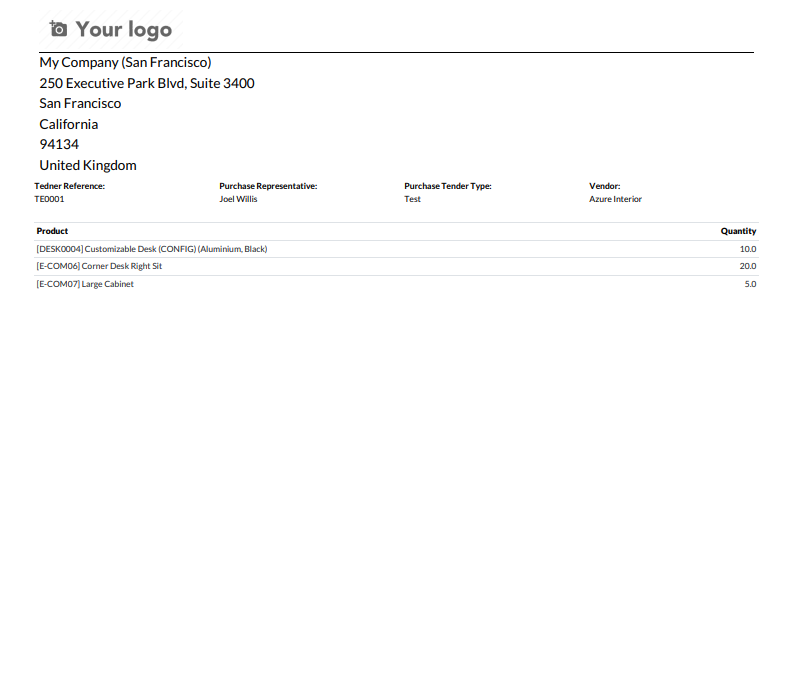 Your logo
My Company (San Francisco)
250 Executive Park Blvd, Suite 3400
San Francisco
California
94134
United Kingdom
Tedner Reference: Purchase Representative: Purchase Tender Type: Vendor:
TE0001 Joel Willis Test Azure Interior
Product Quantity
[DESK0004] Customizable Desk (CONFIG) (Aluminium, Black) 10.0
[E-COM06] Corner Desk Right Sit 20.0
[E-COM07] Large Cabinet 5.0